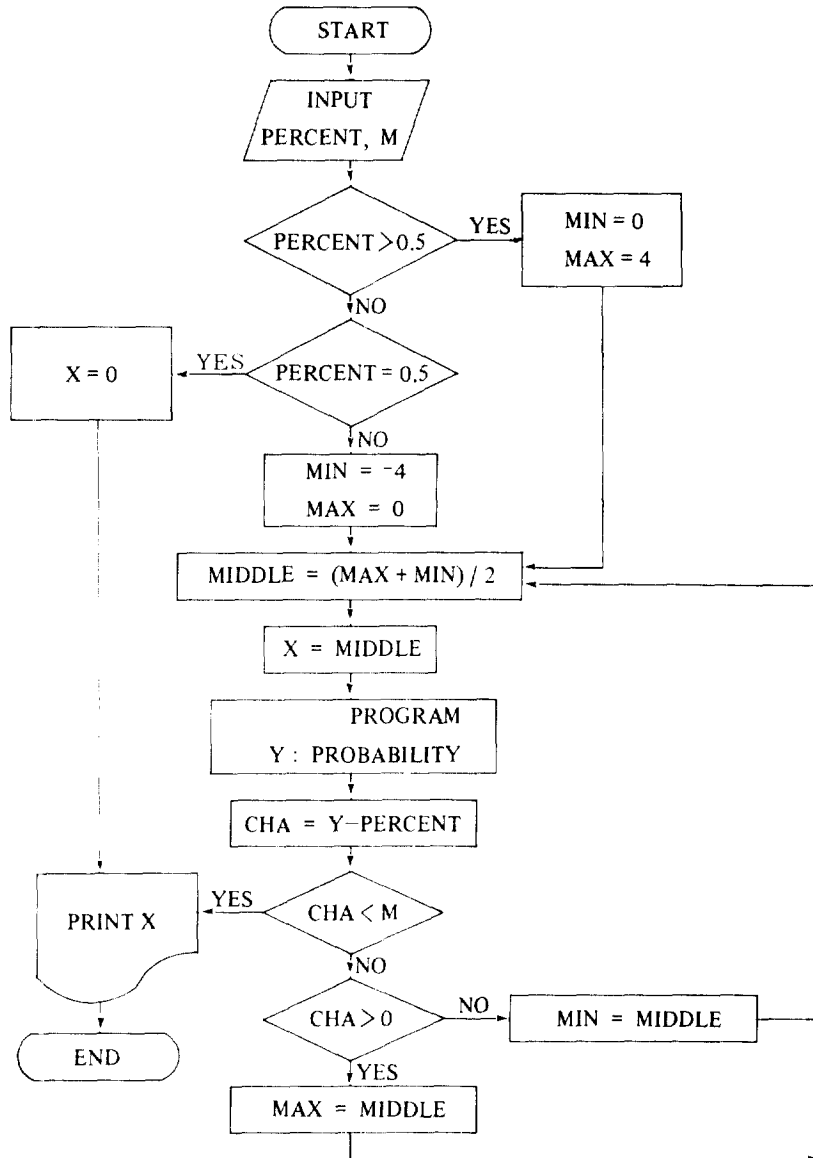 START
INPUT
PERCENT, M
PERCENT > 0.5
YES
MIN = 0
MAX = 4
NO
X = 0
YES
PERCENT = 0.5
NO
MIN = -4
MAX = 0
MIDDLE = (MAX + MIN) / 2
X = MIDDLE
PROGRAM
Y : PROBABILITY
CHA = Y-PERCENT
PRINT X
YES
CHA < M
NO
CHA > 0
NO
MIN = MIDDLE
END
YES
MAX = MIDDLE